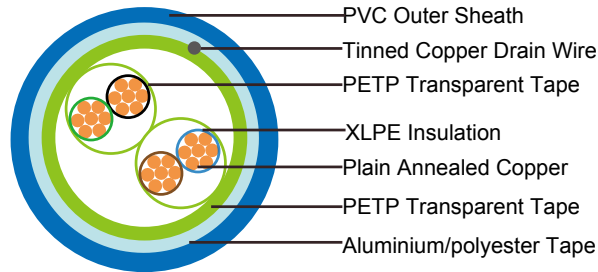 PVC Outer Sheath
Tinned Copper Drain Wire
PETP Transparent Tape
XLPE Insulation
Plain Annealed Copper
PETP Transparent Tape
Aluminium/polyester Tape